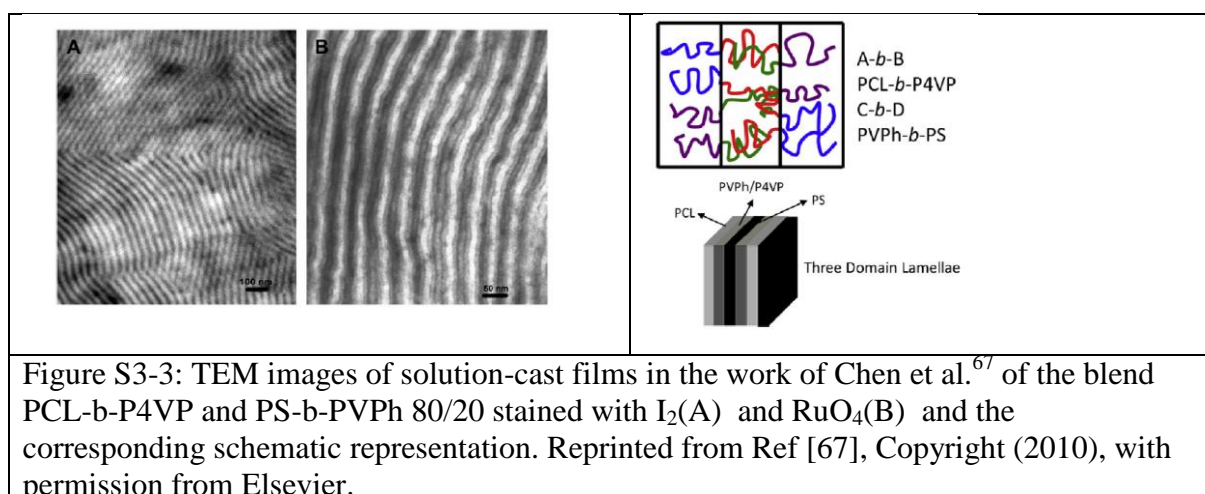 A
100 nm
B
50 nm
A-b-B
PCL-b-P4VP
C-b-D
PVPh-b-PS
PVPh/P4VP
PCL
PS
Three Domain Lamellae
Figure S3-3: TEM images of solution-cast films in the work of Chen et al.67 of the blend
PCL-b-P4VP and PS-b-PVPh 80/20 stained with I2(A) and RuO4(B) and the
corresponding schematic representation. Reprinted from Ref [67], Copyright (2010), with
permission from Elsevier.